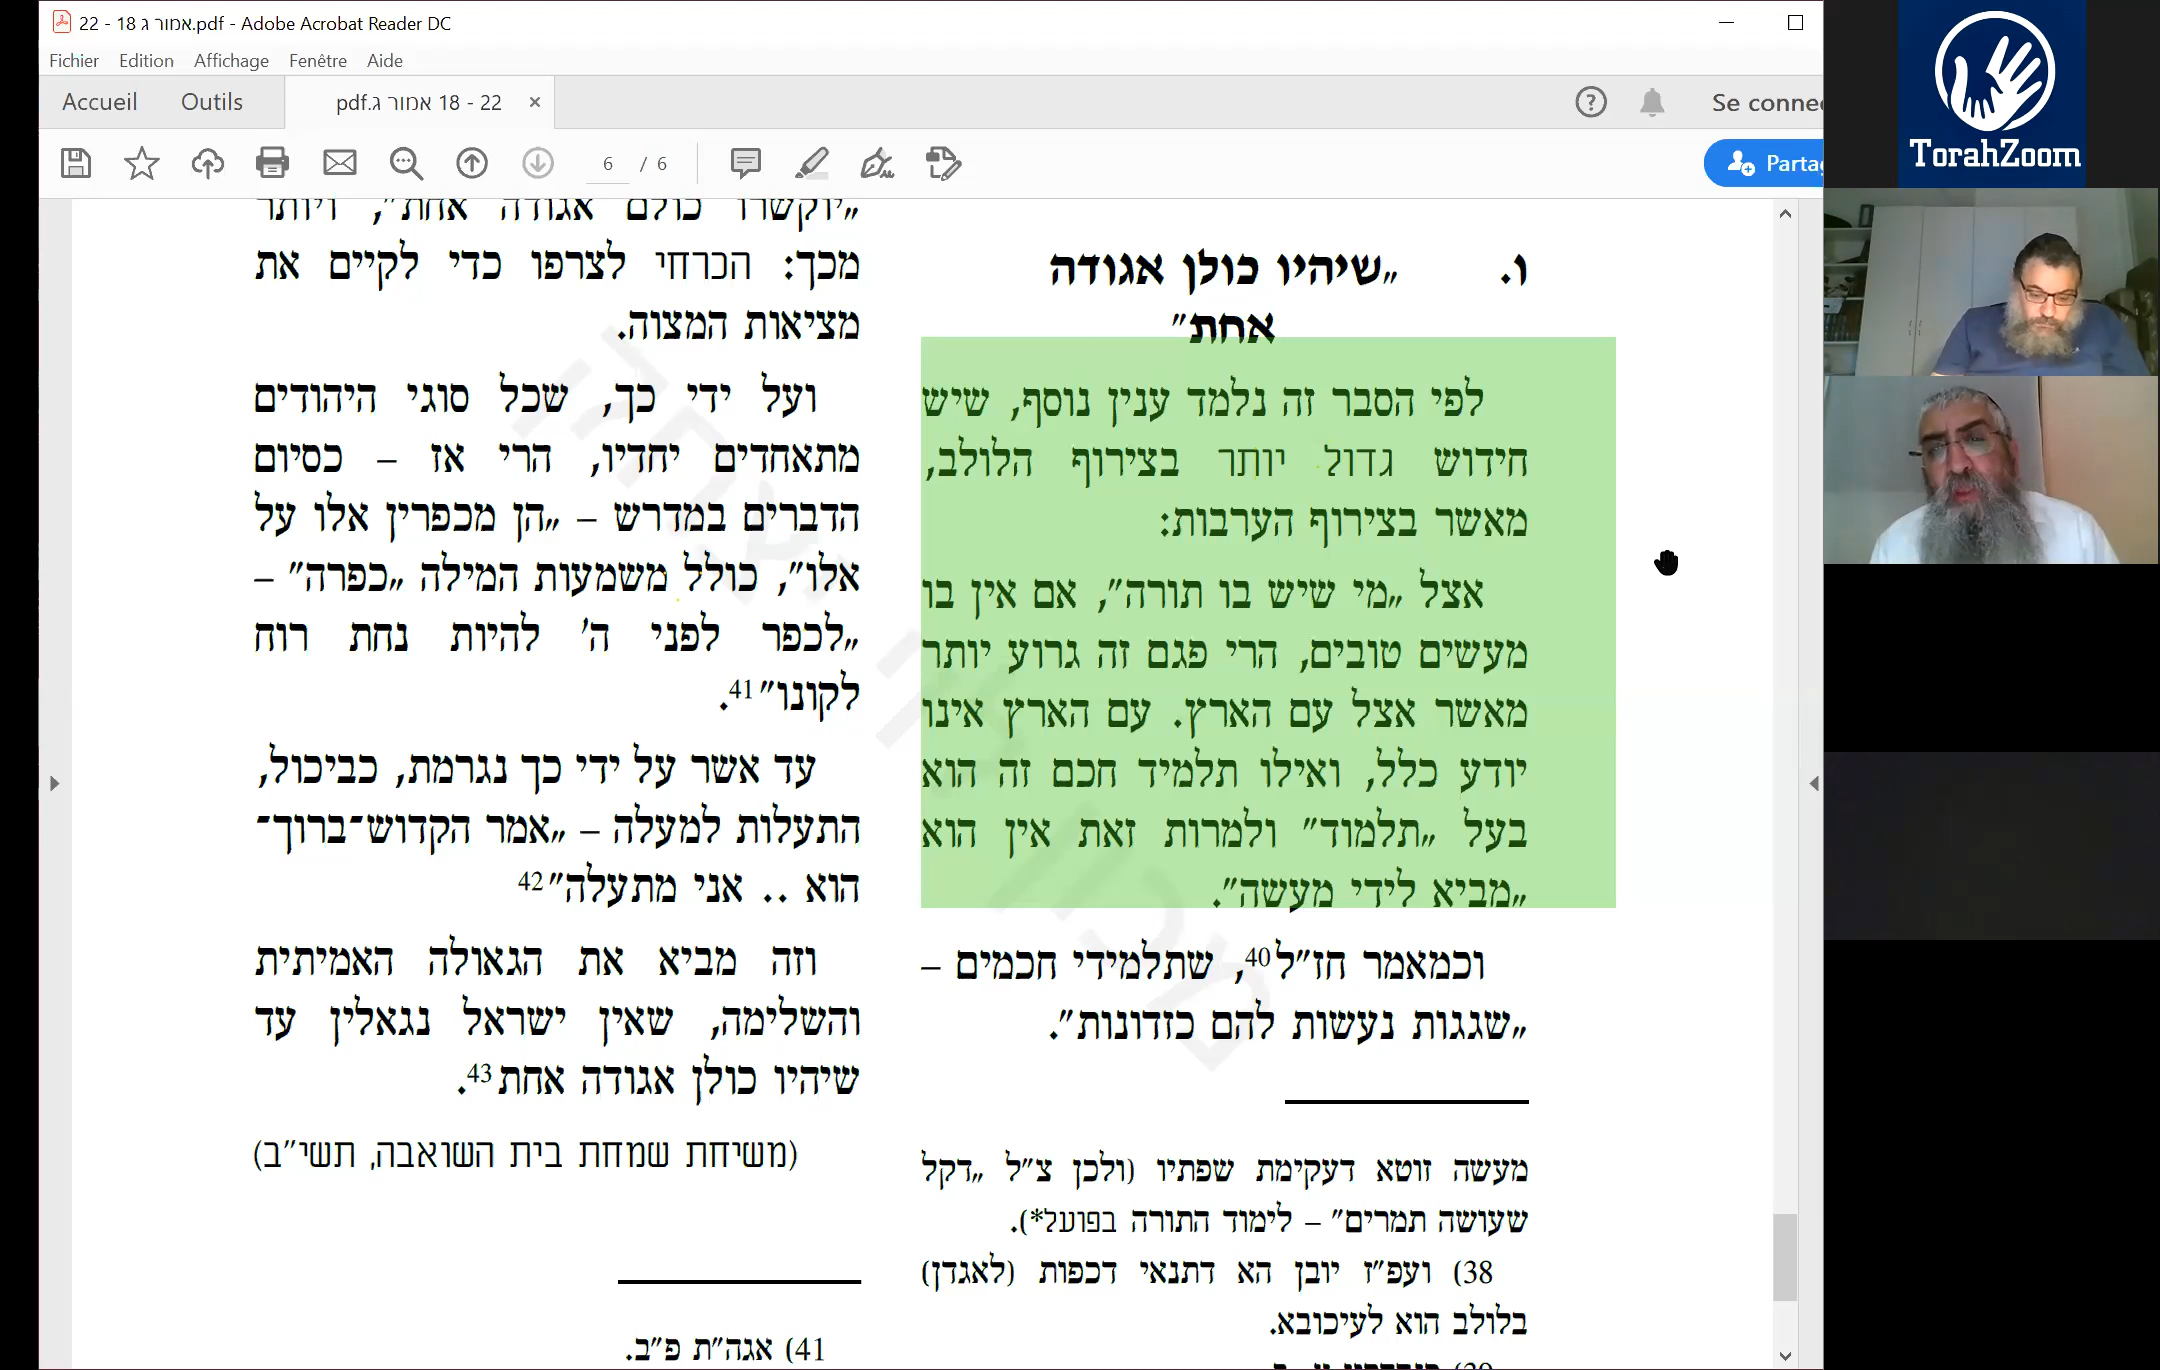 אמור ג 18 - 22.pdf - Adobe Acrobat Reader DC
Fichier Edition Affichage Fenêtre Aide
Accueil Outils
אמור ג 18 - 22.pdf ×
Se connec
6 / 6
Partag
TorahZoom
ו. „שיהיו כולן אגודה
אחת"
לפי הסבר זה נלמד ענין נוסף, שיש
חידוש גדול יותר בצירוף הלולב,
מאשר בצירוף הערבות:
אצל „מי שיש בו תורה", אם אין בו
מעשים טובים, הרי פגם זה גרוע יותר
מאשר אצל עם הארץ. עם הארץ אינו
יודע כלל, ואילו תלמיד חכם זה הוא
בעל „תלמוד" ולמרות זאת אין הוא
„מביא לידי מעשה".
וכמאמר חז"ל40, שתלמידי חכמים –
„שגגות נעשות להם כזדונות".
מעשה זוטא דעקימת שפתיו (ולכן צ"ל „דקל
שעושה תמרים" – לימוד התורה בפועל*).
38) ועפ"ז יובן הא דתנאי דכפות (לאגדן)
בלולב הוא לעיכובא.
„יוקשרו כולם אגודה אחת", ויותר
מכך: הכרחי לצרפו כדי לקיים את
מציאות המצוה.
ועל ידי כך, שכל סוגי היהודים
מתאחדים יחדיו, הרי אז – כסיום
הדברים במדרש – „הן מכפרין אלו על
אלו", כולל משמעות המילה „כפרה" –
„לכפר לפני ה' להיות נחת רוח
לקונו"41.
עד אשר על ידי כך נגרמת, כביכול,
התעלות למעלה – „אמר הקדוש־ברוך־
הוא .. אני מתעלה"42
וזה מביא את הגאולה האמיתית
והשלימה, שאין ישראל נגאלין עד
שיהיו כולן אגודה אחת43.
(משיחת שמחת בית השואבה, תשי"ב)
41) אגה"ת פ"ב.